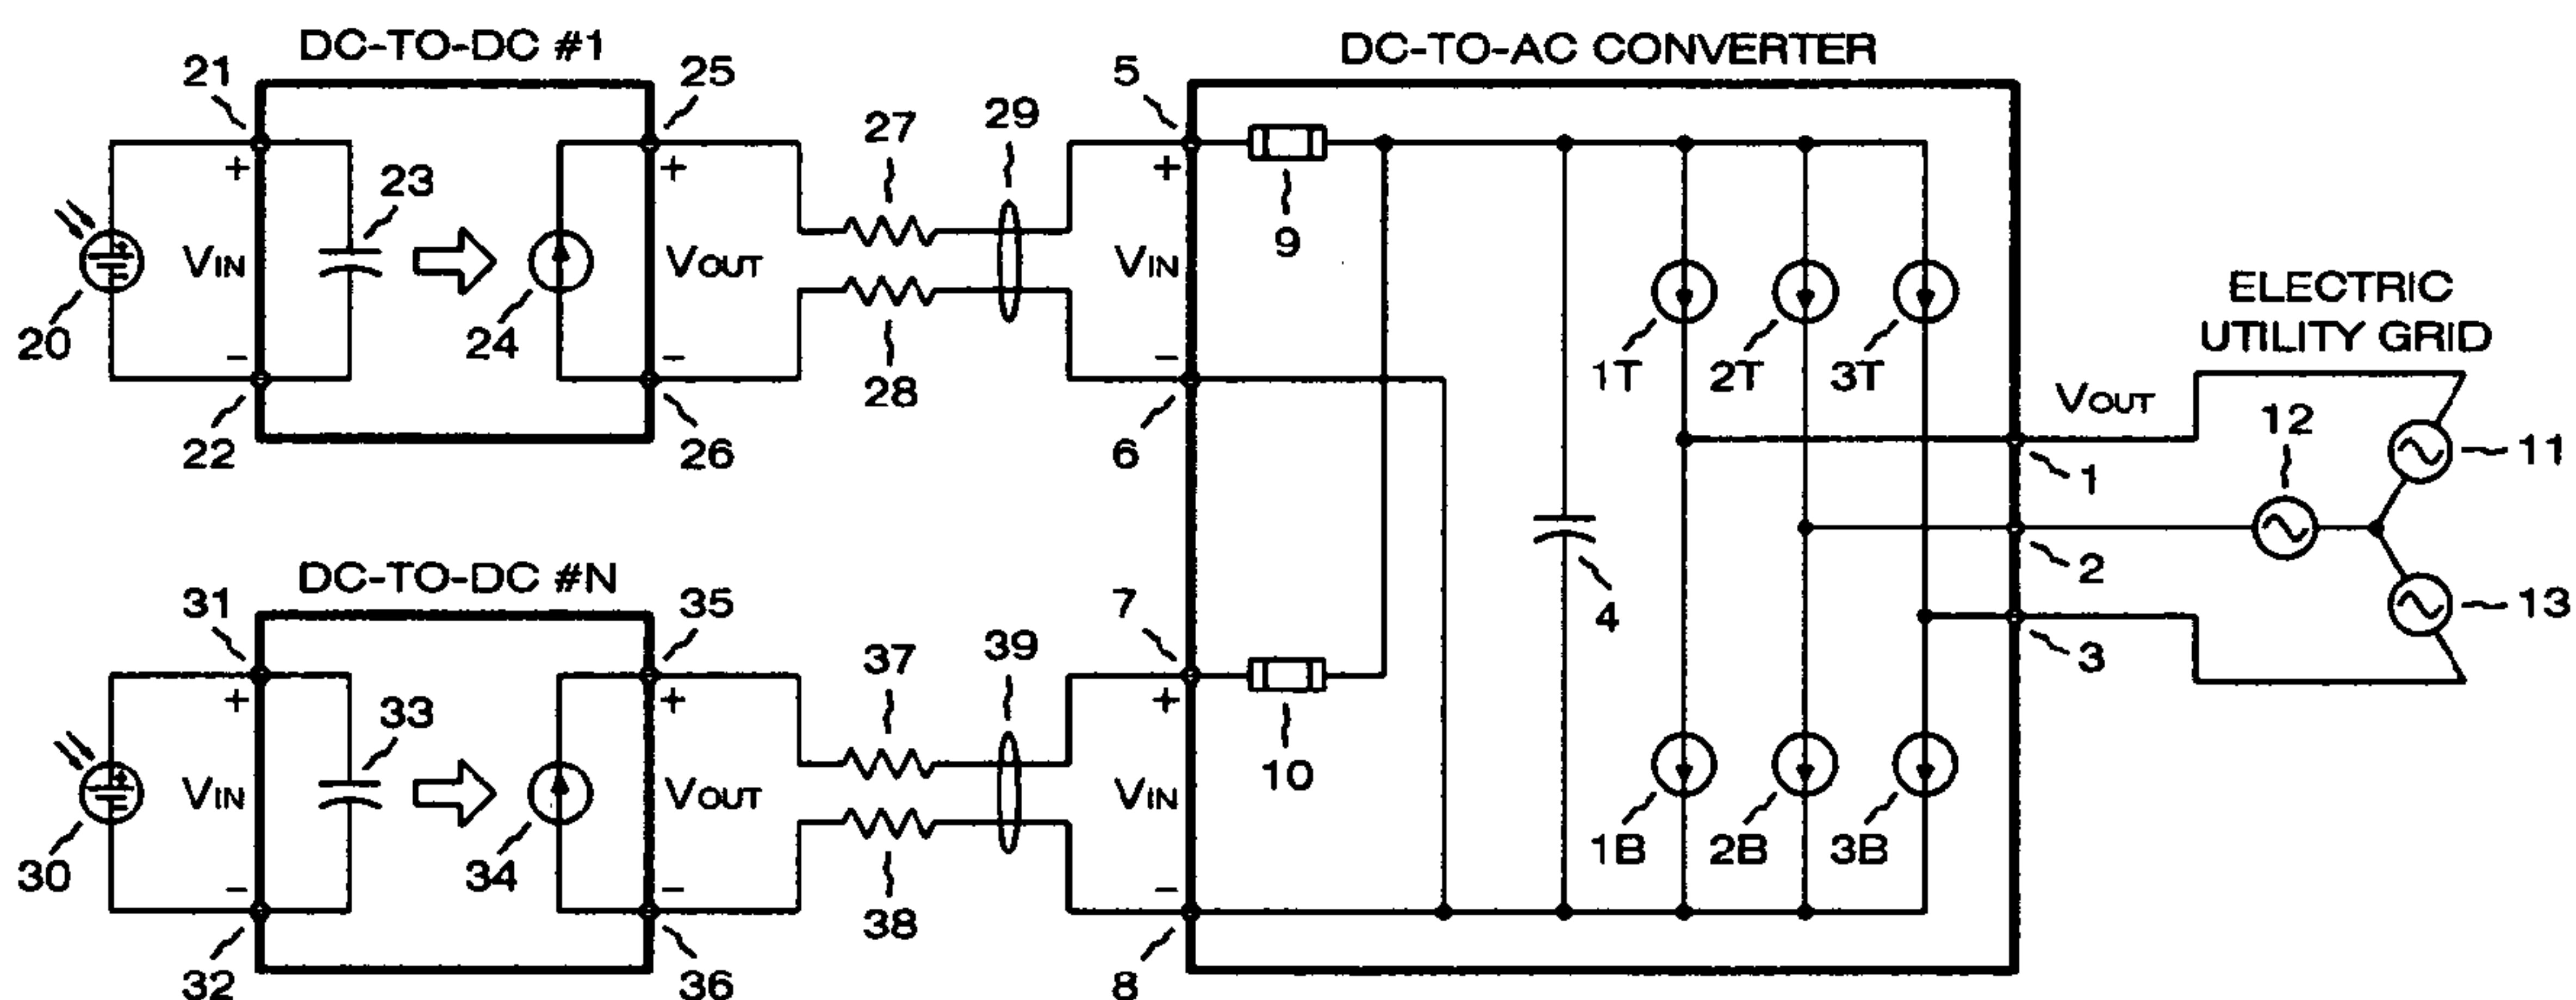 DC-TO-DC #1
DC-TO-AC CONVERTER
21
25
5
27
29
+
+
+
23
9
VIN
VOUT
VIN
ELECTRIC
UTILITY GRID
20
24
1T
2T
3T
−
−
−
28
VOUT
12
22
26
6
11
1
DC-TO-DC #N
2
31
35
7
4
13
37
39
3
+
+
+
33
10
VIN
VOUT
VIN
30
34
1B
2B
3B
−
−
−
38
32
36
8